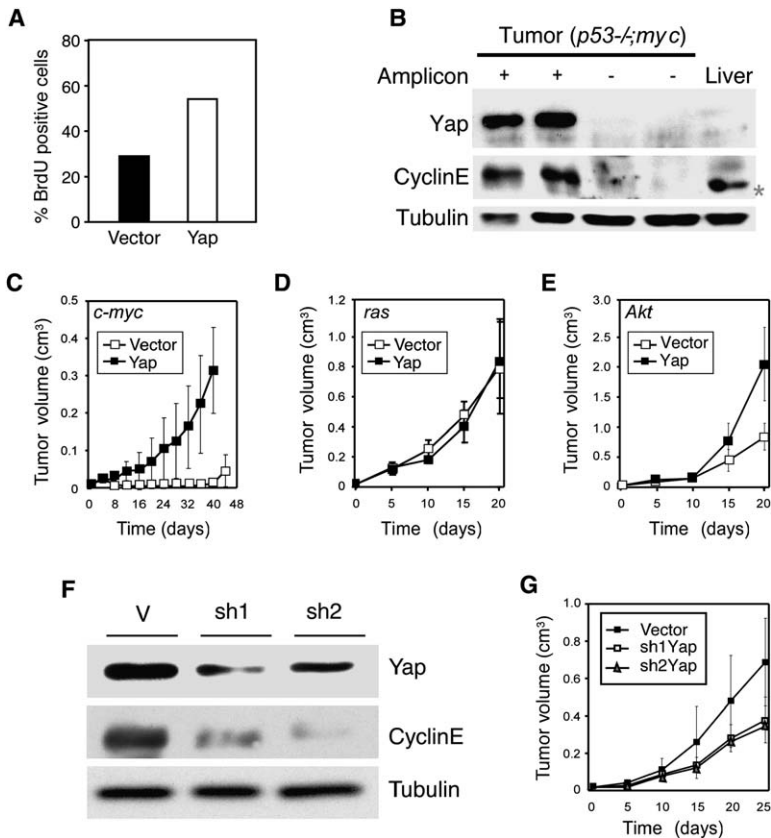 A
% BrdU positive cells
80
60
40
20
0
Vector Yap
B
Tumor (p53-/-;myc)
Amplicon + + - - Liver
Yap
CyclinE
*
Tubulin
C
c-myc
Vector
Yap
Tumor volume (cm³)
0.5
0.4
0.3
0.2
0.1
0
0 8 16 24 32 40 48
Time (days)
D
ras
Vector
Yap
Tumor volume (cm³)
1.2
1.0
0.8
0.6
0.4
0.2
0
0 5 10 15 20
Time (days)
E
Akt
Vector
Yap
Tumor volume (cm³)
3.0
2.0
1.0
0
0 5 10 15 20
Time (days)
F
V sh1 sh2
Yap
CyclinE
Tubulin
G
Vector
sh1Yap
sh2Yap
Tumor volume (cm³)
1.0
0.8
0.6
0.4
0.2
0
0 5 10 15 20 25
Time (days)